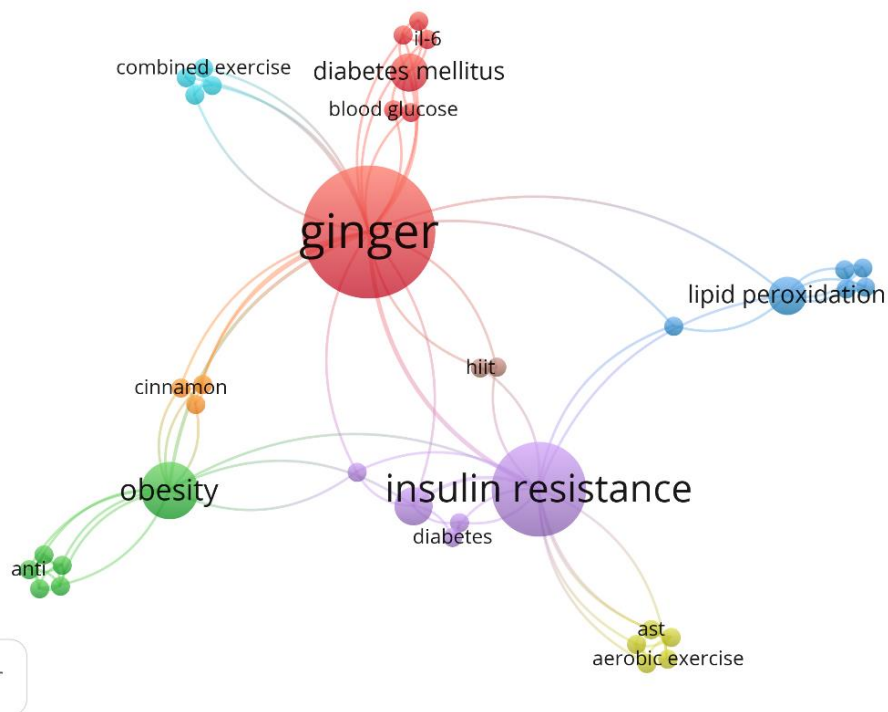 il-6
combined exercise
diabetes mellitus
blood glucose
ginger
lipid peroxidation
hiit
cinnamon
obesity
insulin resistance
diabetes
anti
ast
aerobic exercise